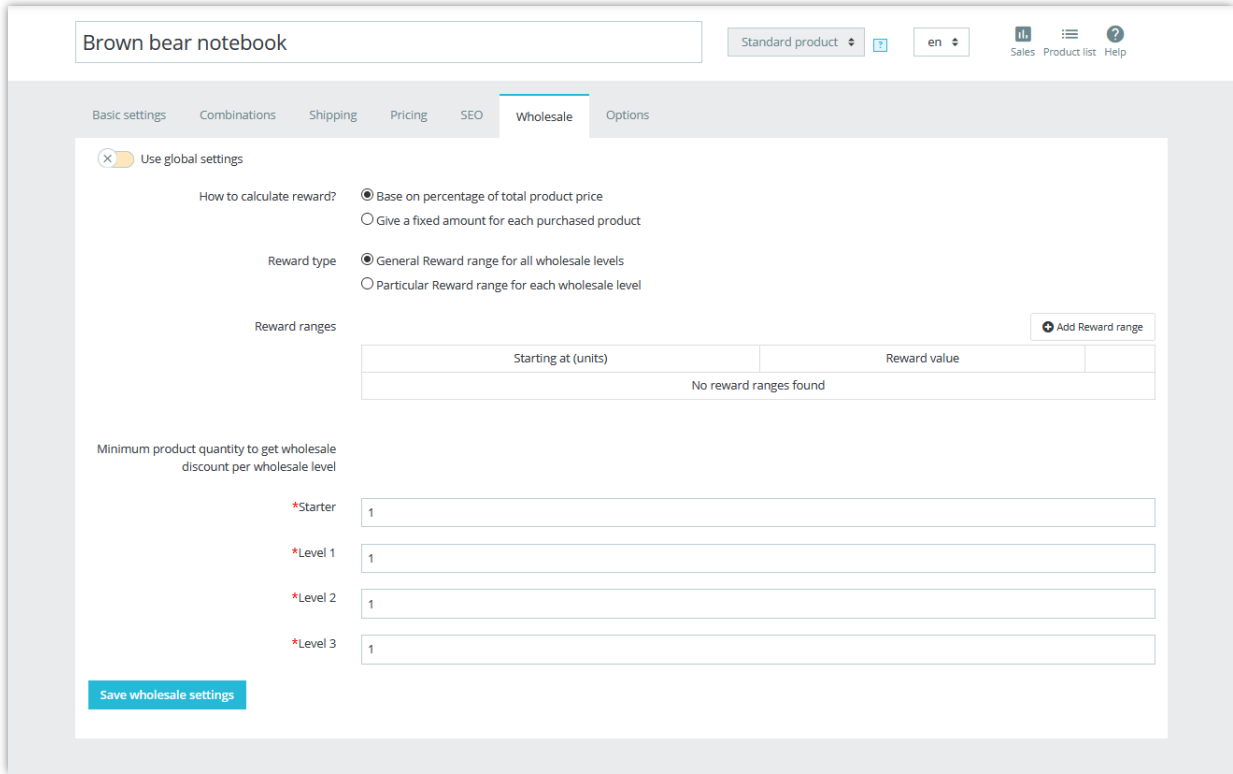 Brown bear notebook
Standard product
?
en
Sales Product list Help
Basic settings Combinations Shipping Pricing SEO Wholesale Options
Use global settings
How to calculate reward? Base on percentage of total product price
Give a fixed amount for each purchased product
Reward type General Reward range for all wholesale levels
Particular Reward range for each wholesale level
Reward ranges Add Reward range
Starting at (units) Reward value
No reward ranges found
Minimum product quantity to get wholesale
discount per wholesale level
*Starter 1
*Level 1 1
*Level 2 1
*Level 3 1
Save wholesale settings